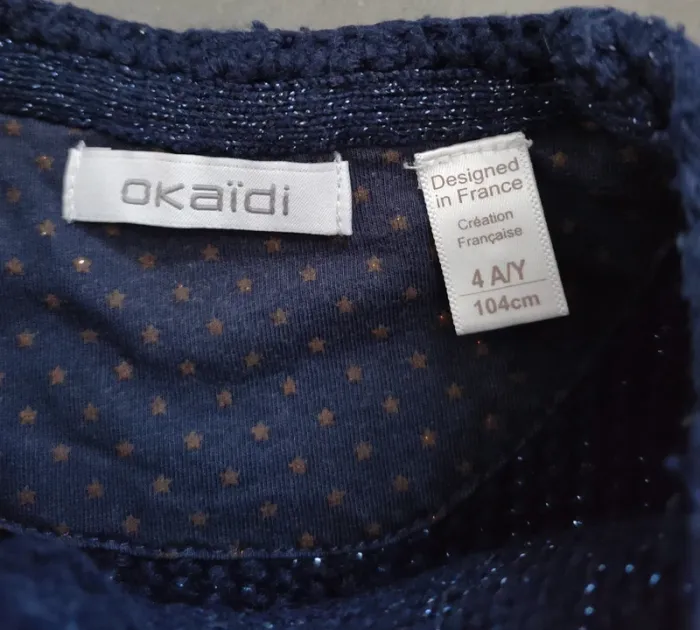 OKaïdi
Designed
in France
Création
Française
4 A/Y
104cm